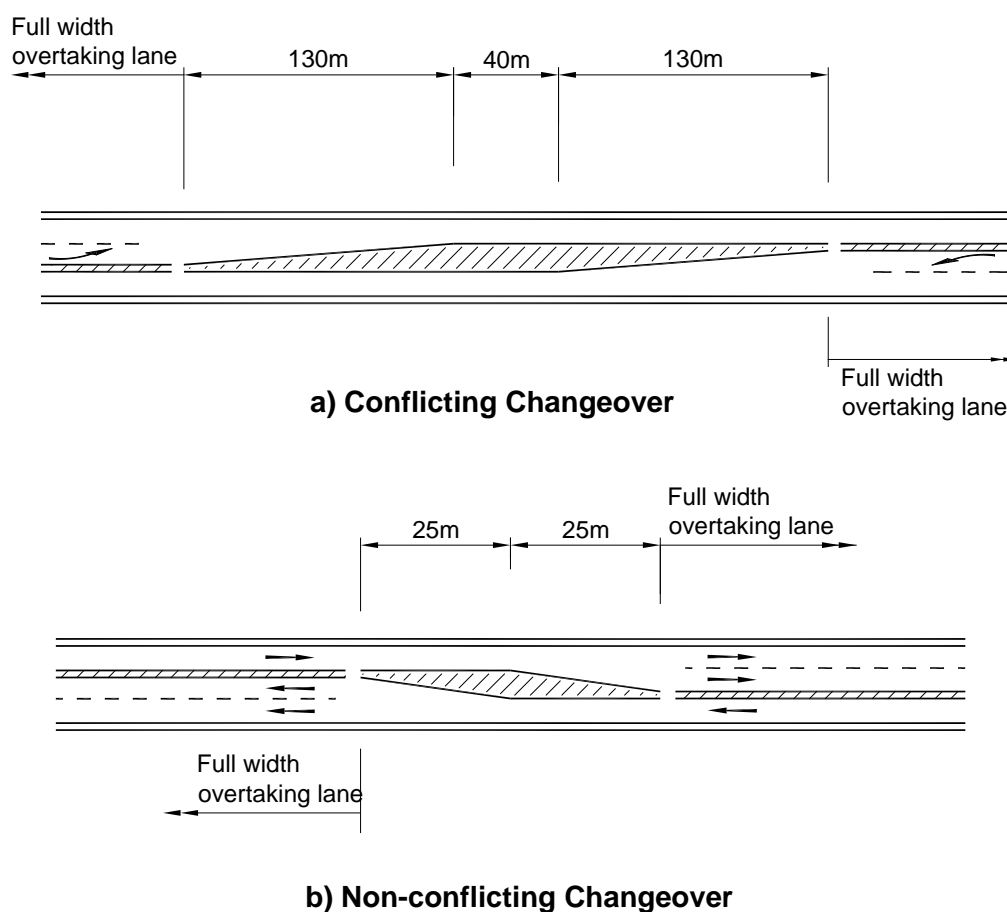 Full width
overtaking lane
130m
40m
130m
Full width
overtaking lane
a) Conflicting Changeover
Full width
overtaking lane
25m
25m
Full width
overtaking lane
b) Non-conflicting Changeover